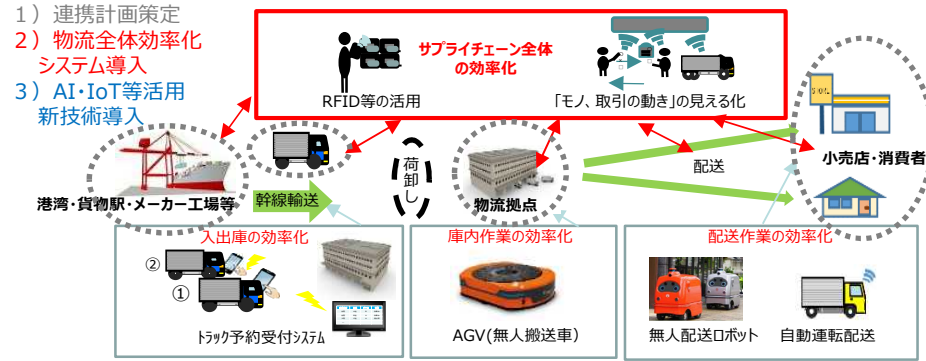 1）連携計画策定
2）物流全体効率化
システム導入
3）AI・IoT等活用
新技術導入
サプライチェーン全体
の効率化
RFID等の活用
「モノ、取引の動き」の見える化
港湾・貨物駅・メーカー工場等
幹線輸送
荷卸し
物流拠点
配送
小売店・消費者
入出庫の効率化
②
①
トラック予約受付システム
庫内作業の効率化
AGV(無人搬送車）
配送作業の効率化
無人配送ロボット
自動運転配送